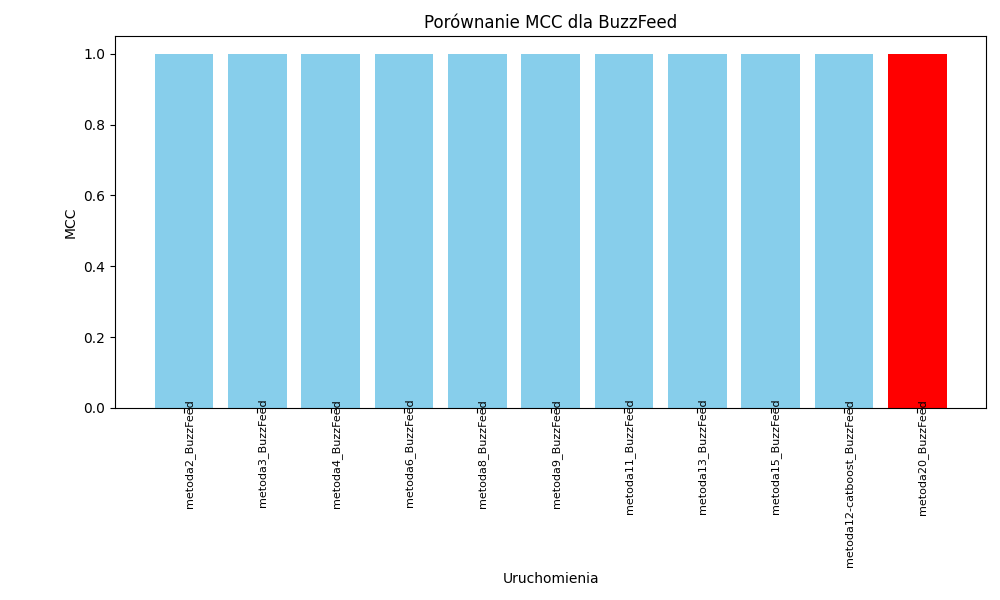 Porównanie MCC dla BuzzFeed
1.0
0.8
0.6
0.4
0.2
0.0
MCC
metoda2_BuzzFeed
metoda3_BuzzFeed
metoda4_BuzzFeed
metoda6_BuzzFeed
metoda8_BuzzFeed
metoda9_BuzzFeed
metoda11_BuzzFeed
metoda13_BuzzFeed
metoda15_BuzzFeed
metoda12-catboost_BuzzFeed
metoda20_BuzzFeed
Uruchomienia